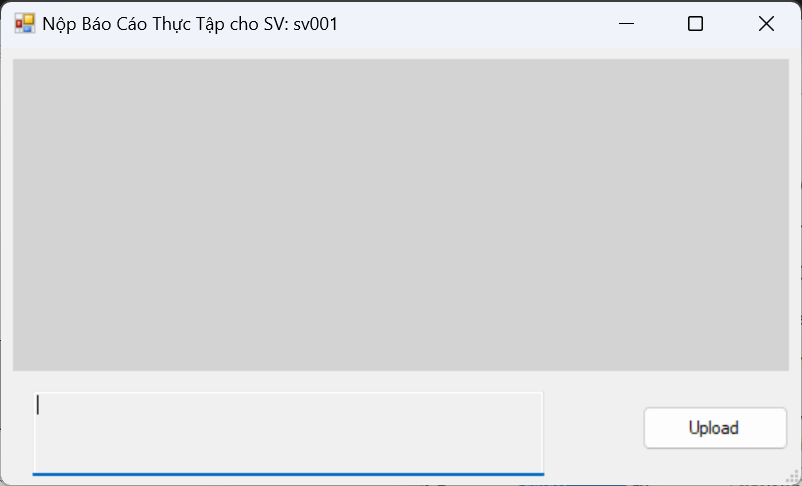 Nộp Báo Cáo Thực Tập cho SV: sv001
Upload